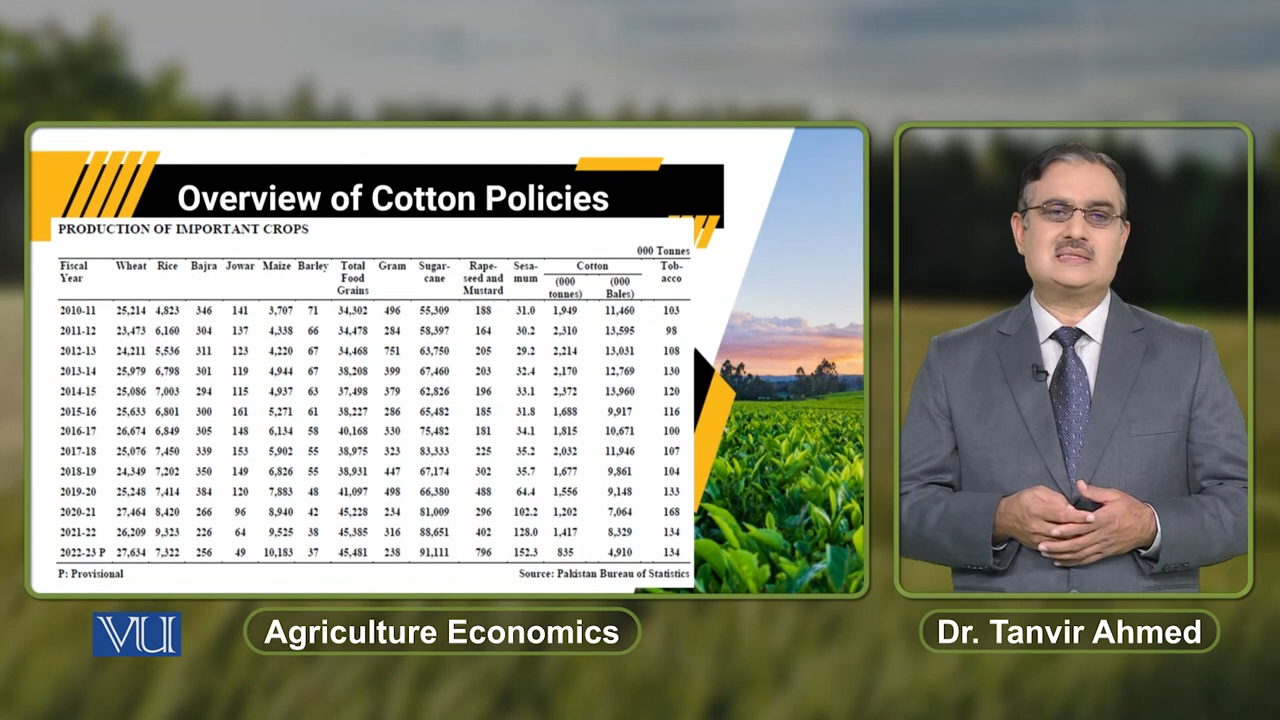 Overview of Cotton Policies
PRODUCTION OF IMPORTANT CROPS
000 Tonnes
Fiscal Year Wheat Rice Bajra Jowar Maize Barley Total Food Grains Gram Sugar-cane Rape-seed and Mustard Sesa-mum Cotton (000 tonnes) (000 Bales) Tob-acco
2010-11 25,214 4,823 346 141 3,707 71 34,302 496 55,309 188 31.0 1,949 11,460 103
2011-12 23,473 6,160 304 137 4,338 66 34,478 284 58,397 164 30.2 2,310 13,595 98
2012-13 24,211 5,536 311 123 4,220 67 34,468 751 63,750 205 29.2 2,214 13,031 108
2013-14 25,979 6,798 301 119 4,944 67 38,208 399 67,460 203 32.4 2,170 12,769 130
2014-15 25,086 7,003 294 115 4,937 63 37,498 379 62,826 196 33.1 2,372 13,960 120
2015-16 25,633 6,801 300 161 5,271 61 38,227 286 65,482 185 31.8 1,688 9,917 116
2016-17 26,674 6,849 305 148 6,134 58 40,168 330 75,482 181 34.1 1,815 10,671 100
2017-18 25,076 7,450 339 153 5,902 55 38,975 323 83,333 225 35.2 2,032 11,946 107
2018-19 24,349 7,202 350 149 6,826 55 38,931 447 67,174 302 35.7 1,677 9,861 104
2019-20 25,248 7,414 384 120 7,883 48 41,097 498 66,380 488 64.4 1,556 9,148 133
2020-21 27,464 8,420 266 96 8,940 42 45,228 234 81,009 296 102.2 1,202 7,064 168
2021-22 26,209 9,323 226 64 9,525 38 45,385 316 88,651 402 128.0 1,417 8,329 134
2022-23 P 27,634 7,322 256 49 10,183 37 45,481 238 91,111 796 152.3 835 4,910 134
P: Provisional Source: Pakistan Bureau of Statistics
VU Agriculture Economics Dr. Tanvir Ahmed